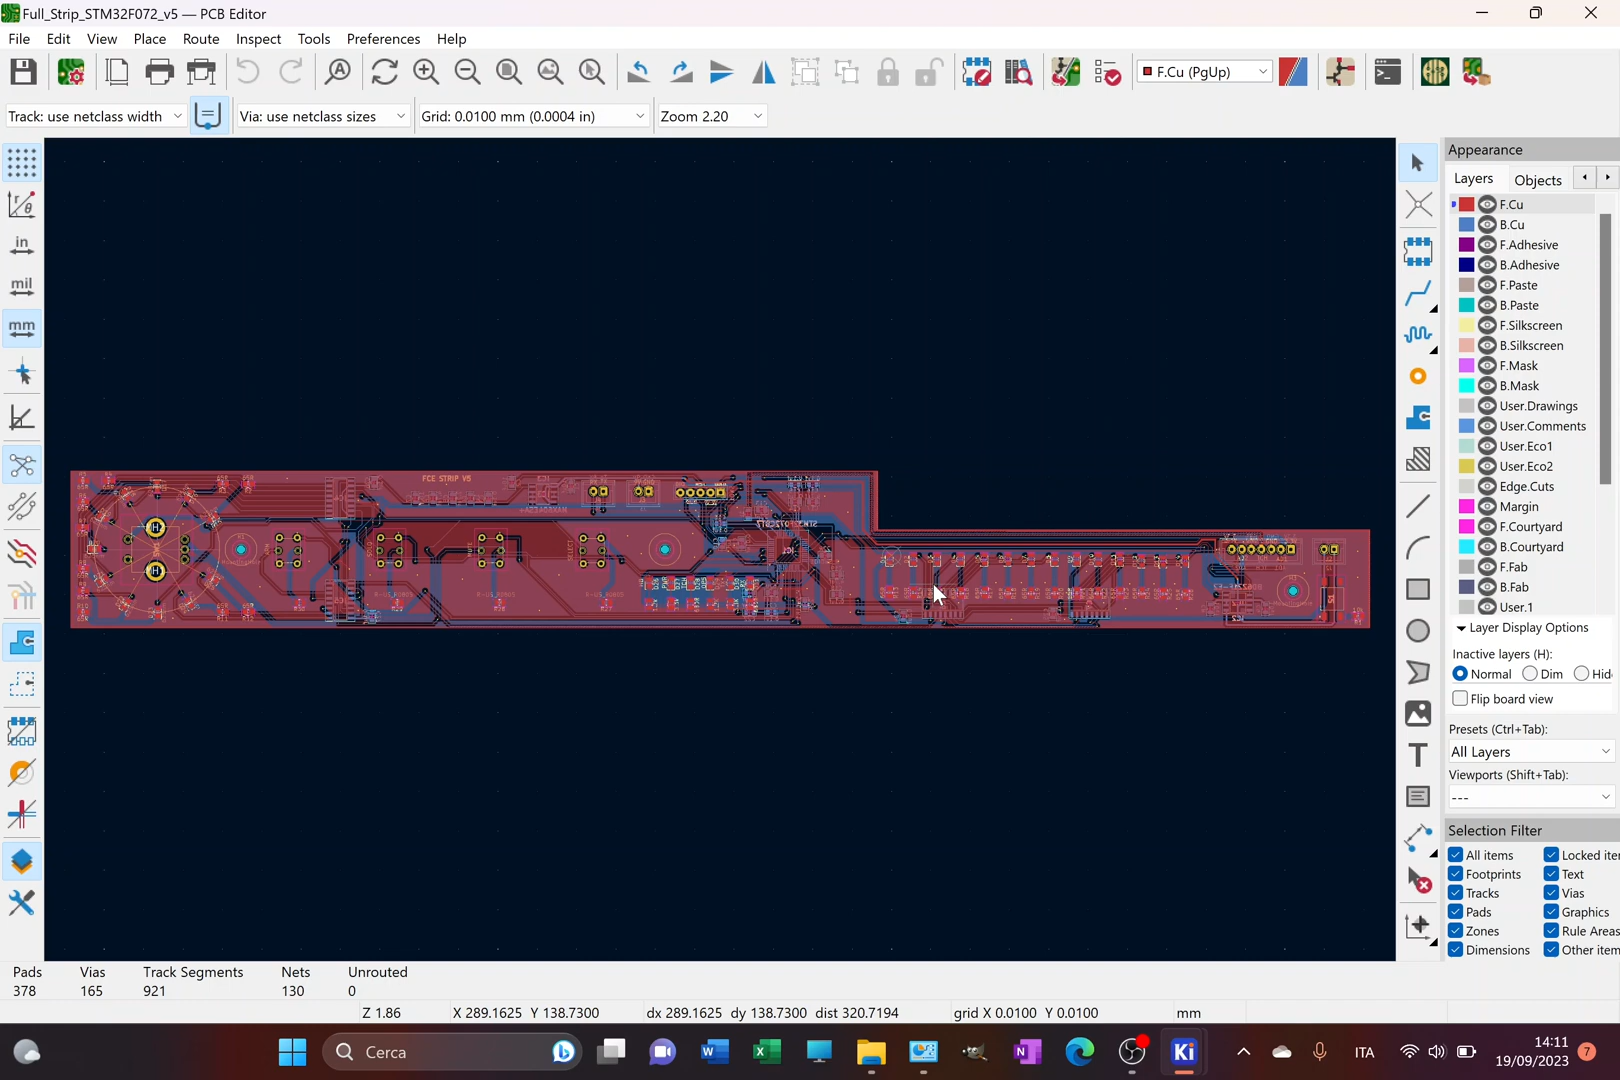 Full_Strip_STM32F072_v5 — PCB Editor
File Edit View Place Route Inspect Tools Preferences Help
F.Cu (PgUp)
Track: use netclass width
Via: use netclass sizes
Grid: 0.0100 mm (0.0004 in)
Zoom 2.20
in
mil
mm
FCE STRIP V5
Appearance
Layers Objects
F.Cu
B.Cu
F.Adhesive
B.Adhesive
F.Paste
B.Paste
F.Silkscreen
B.Silkscreen
F.Mask
B.Mask
User.Drawings
User.Comments
User.Eco1
User.Eco2
Edge.Cuts
Margin
F.Courtyard
B.Courtyard
F.Fab
B.Fab
User.1
Layer Display Options
Inactive layers (H):
Normal Dim Hid
Flip board view
Presets (Ctrl+Tab):
All Layers
Viewports (Shift+Tab):
---
Selection Filter
All items Locked ite
Footprints Text
Tracks Vias
Pads Graphics
Zones Rule Areas
Dimensions Other item
Pads Vias Track Segments Nets Unrouted
378 165 921 130 0
Z 1.86 X 289.1625 Y 138.7300 dx 289.1625 dy 138.7300 dist 320.7194 grid X 0.0100 Y 0.0100 mm
Cerca
ITA
14:11
19/09/2023
7